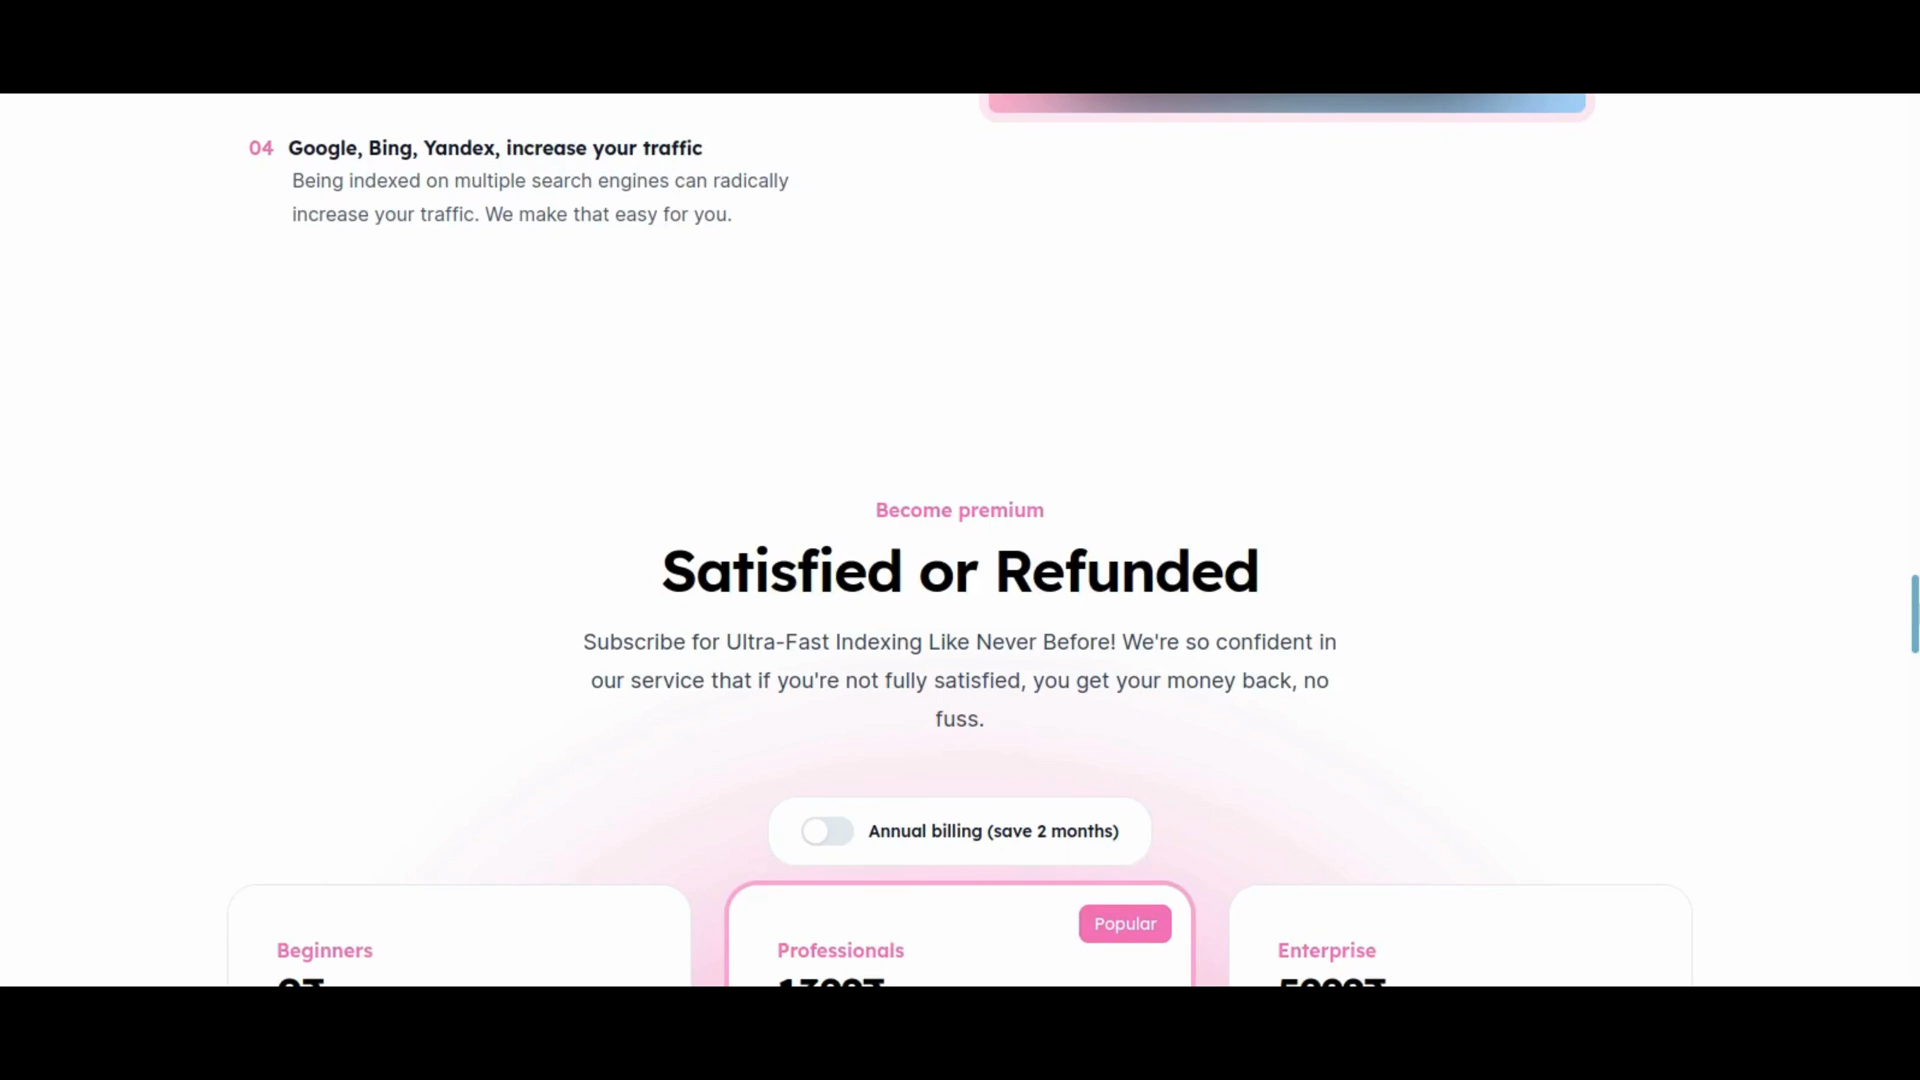 04 Google, Bing, Yandex, increase your traffic
Being indexed on multiple search engines can radically
increase your traffic. We make that easy for you.
Become premium
Satisfied or Refunded
Subscribe for Ultra-Fast Indexing Like Never Before! We're so confident in
our service that if you're not fully satisfied, you get your money back, no
fuss.
Annual billing (save 2 months)
Popular
Beginners
Professionals
Enterprise